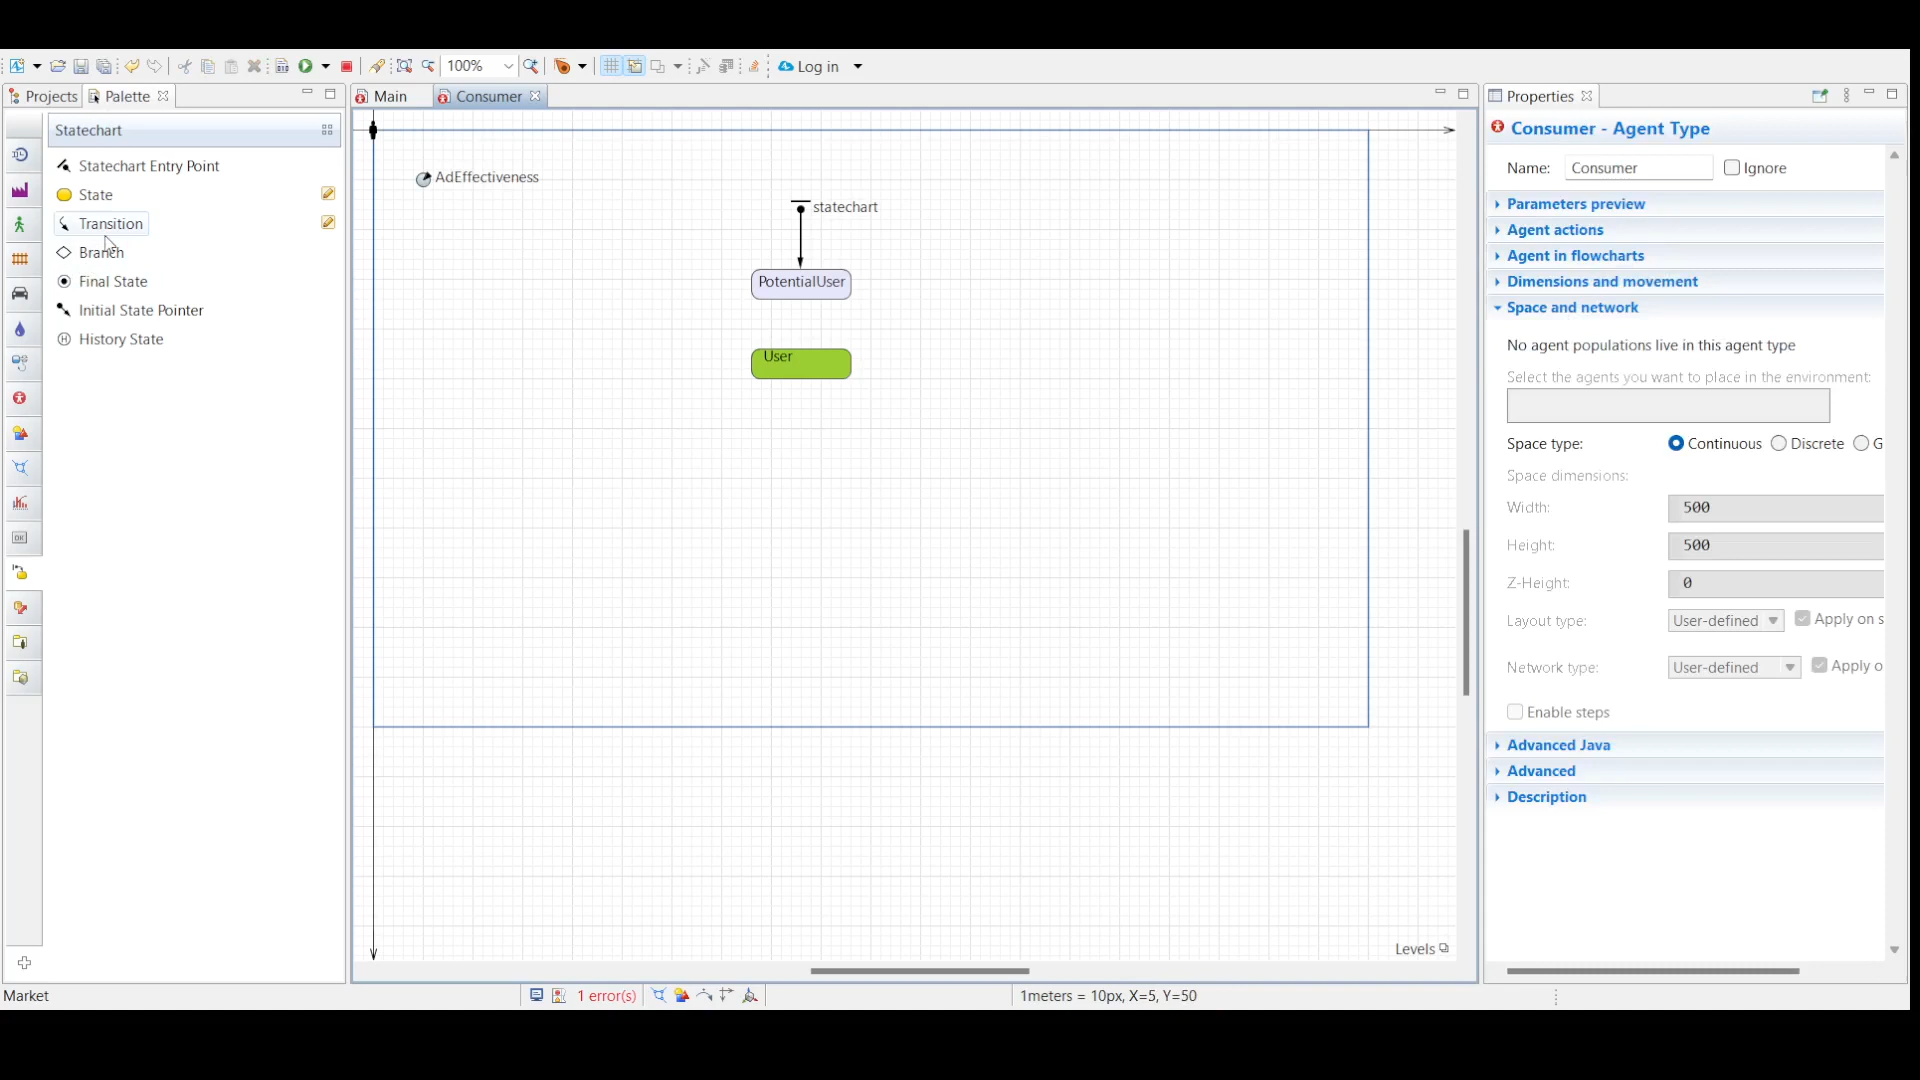 100%
Log in
Projects
Palette
Main
Consumer
Properties
Statechart
Statechart Entry Point
State
Transition
Branch
Final State
Initial State Pointer
History State
AdEffectiveness
statechart
PotentialUser
User
Levels
Consumer - Agent Type
Name: Consumer Ignore
Parameters preview
Agent actions
Agent in flowcharts
Dimensions and movement
Space and network
No agent populations live in this agent type
Select the agents you want to place in the environment:
Space type: Continuous Discrete G
Space dimensions:
Width: 500
Height: 500
Z-Height: 0
Layout type: User-defined Apply on s
Network type: User-defined Apply o
Enable steps
Advanced Java
Advanced
Description
Market
1 error(s)
1meters = 10px, X=5, Y=50